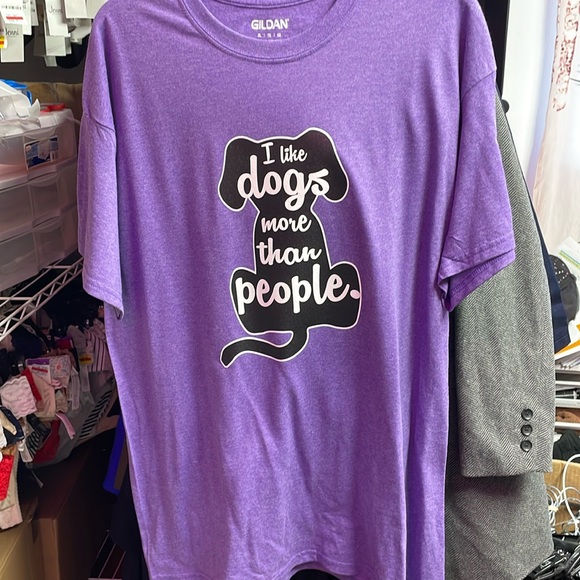 GILDAN
I like
dogs
more
than
people.